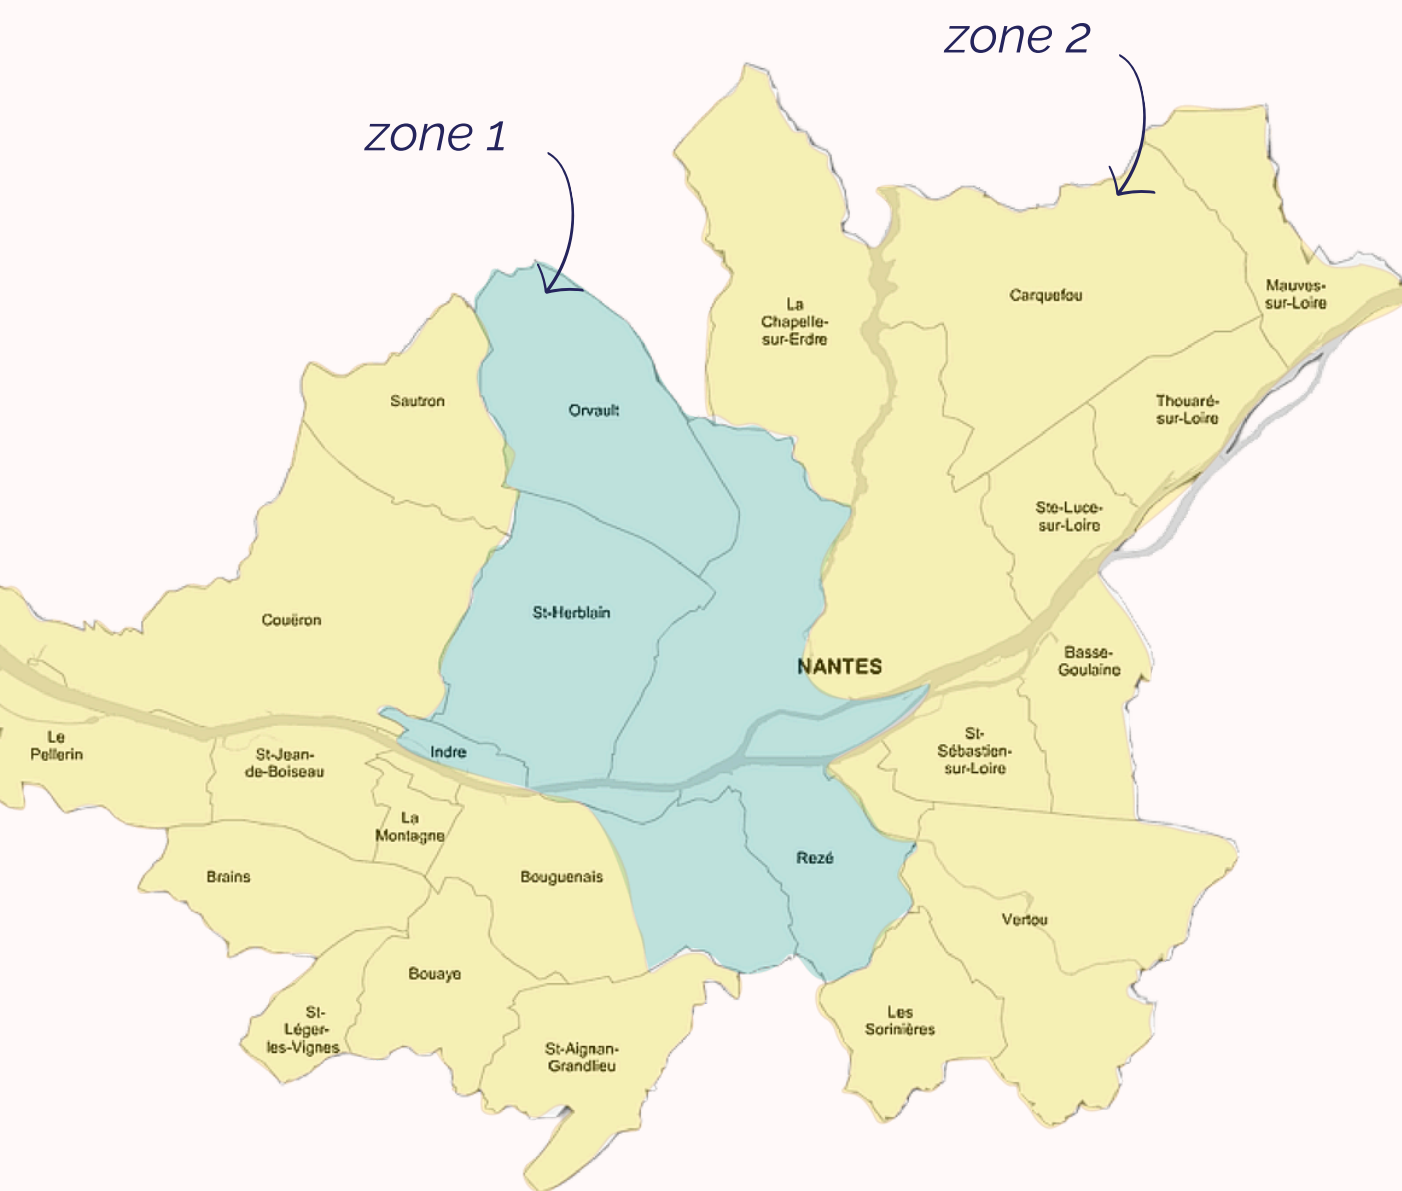 zone 2
zone 1
La
Chapelle-
sur-Erdre
Carquefou
Mauves-
sur-Loire
Sautron
Orvault
Thouaré-
sur-Loire
Ste-Luce-
sur-Loire
Couëron
St-Herblain
NANTES
Basse-
Goulaine
Le
Pellerin
St-Jean-
de-Boiseau
Indre
St-
Sébastien-
sur-Loire
La
Montagne
Brains
Bouguenais
Rezé
Vertou
Bouaye
St-
Léger-
les-Vignes
St-Aignan-
Grandlieu
Les
Sorinières